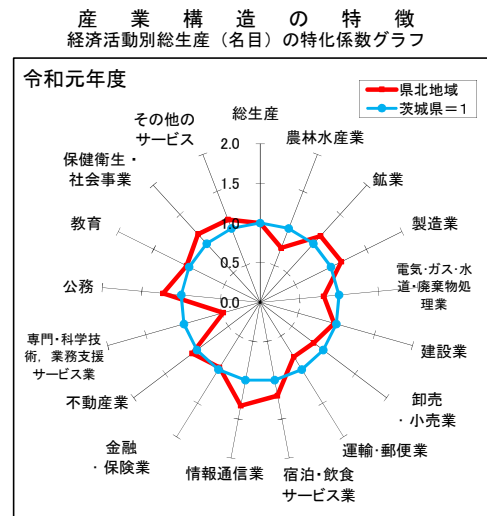 産業構造の特徴
経済活動別総生産（名目）の特化係数グラフ
令和元年度
県北地域
茨城県＝1
総生産
農林水産業
鉱業
製造業
電気・ガス・水
道・廃棄物処
理業
建設業
卸売
・小売業
運輸・郵便業
宿泊・飲食
サービス業
情報通信業
金融
・保険業
不動産業
専門・科学技
術，業務支援
サービス業
公務
教育
保健衛生・
社会事業
その他の
サービス
2.0
1.5
1.0
0.5
0.0